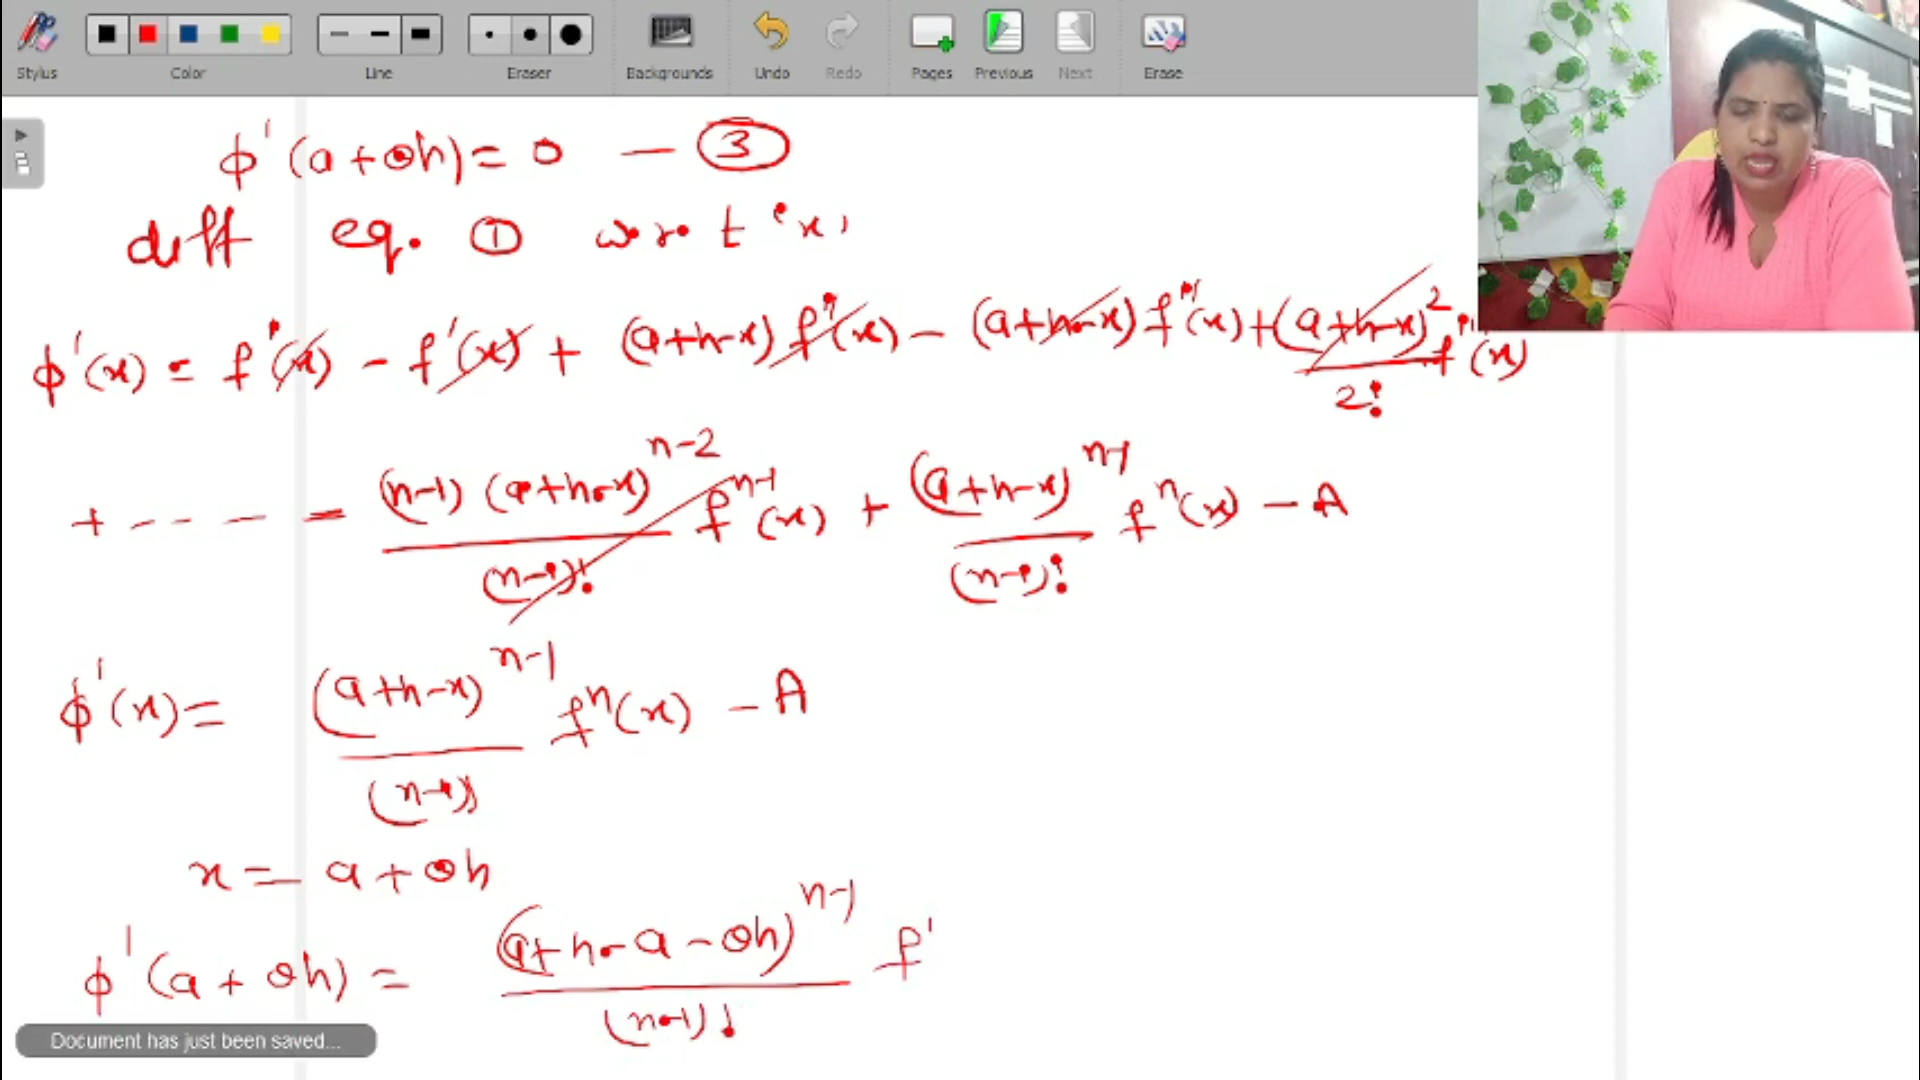 Stylus Color Line Eraser Backgrounds Undo Redo Pages Previous Next Erase
ϕ'(a+θh) = 0 — ③
diff eq. ① w.r.t 'x'
ϕ'(x) = f'(x) - f'(x) + (a+h-x) f''(x) - (a+h-x) f''(x) + (a+h-x)^2/2! f'''(x)
+ ---- - (n-1)(a+h-x)^{n-2}/(n-1)! f^{n-1}(x) + (a+h-x)^{n-1}/(n-1)! f^n(x) - A
ϕ'(x) = (a+h-x)^{n-1}/(n-1)! f^n(x) - A
x = a+θh
ϕ'(a+θh) = (a+h-a-θh)^{n-1}/(n-1)! f'
Document has just been saved...